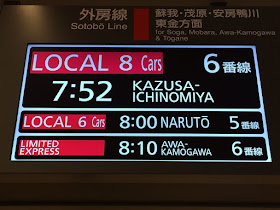 外房線
Sotobō Line
蘇我・茂原・安房鴨川
東金方面
for Soga, Mobara, Awa-Kamogawa
& Tōgane
LOCAL 8 Cars 6番線
7:52 KAZUSA-
ICHINOMIYA
LOCAL 6 Cars 8:00 NARUTŌ 5番線
LIMITED
EXPRESS 8:10 AWA-
KAMOGAWA 6番線